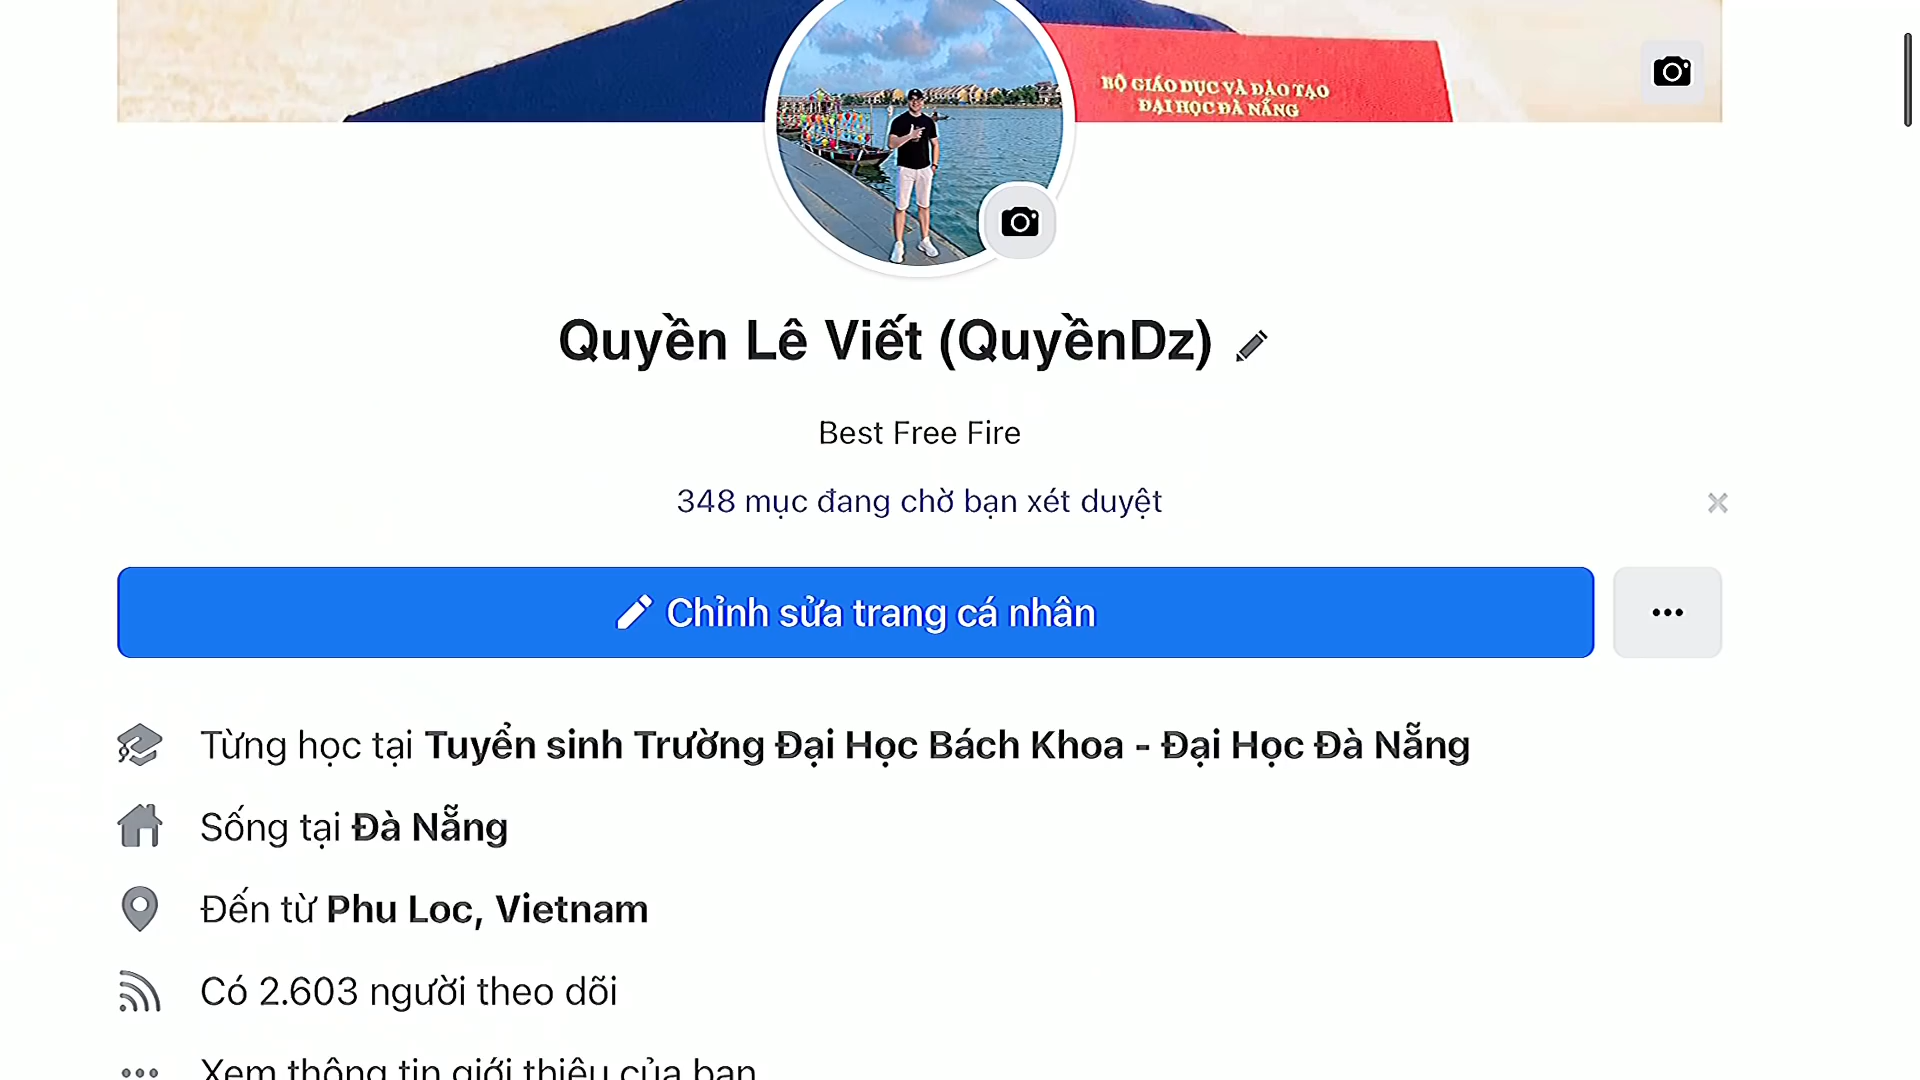 BỘ GIÁO DỤC VÀ ĐÀO TẠO
ĐẠI HỌC ĐÀ NẴNG
Quyền Lê Viết (QuyềnDz)
Best Free Fire
348 mục đang chờ bạn xét duyệt
Chỉnh sửa trang cá nhân
Từng học tại Tuyển sinh Trường Đại Học Bách Khoa - Đại Học Đà Nẵng
Sống tại Đà Nẵng
Đến từ Phu Loc, Vietnam
Có 2.603 người theo dõi
Xem thông tin giới thiệu của bạn